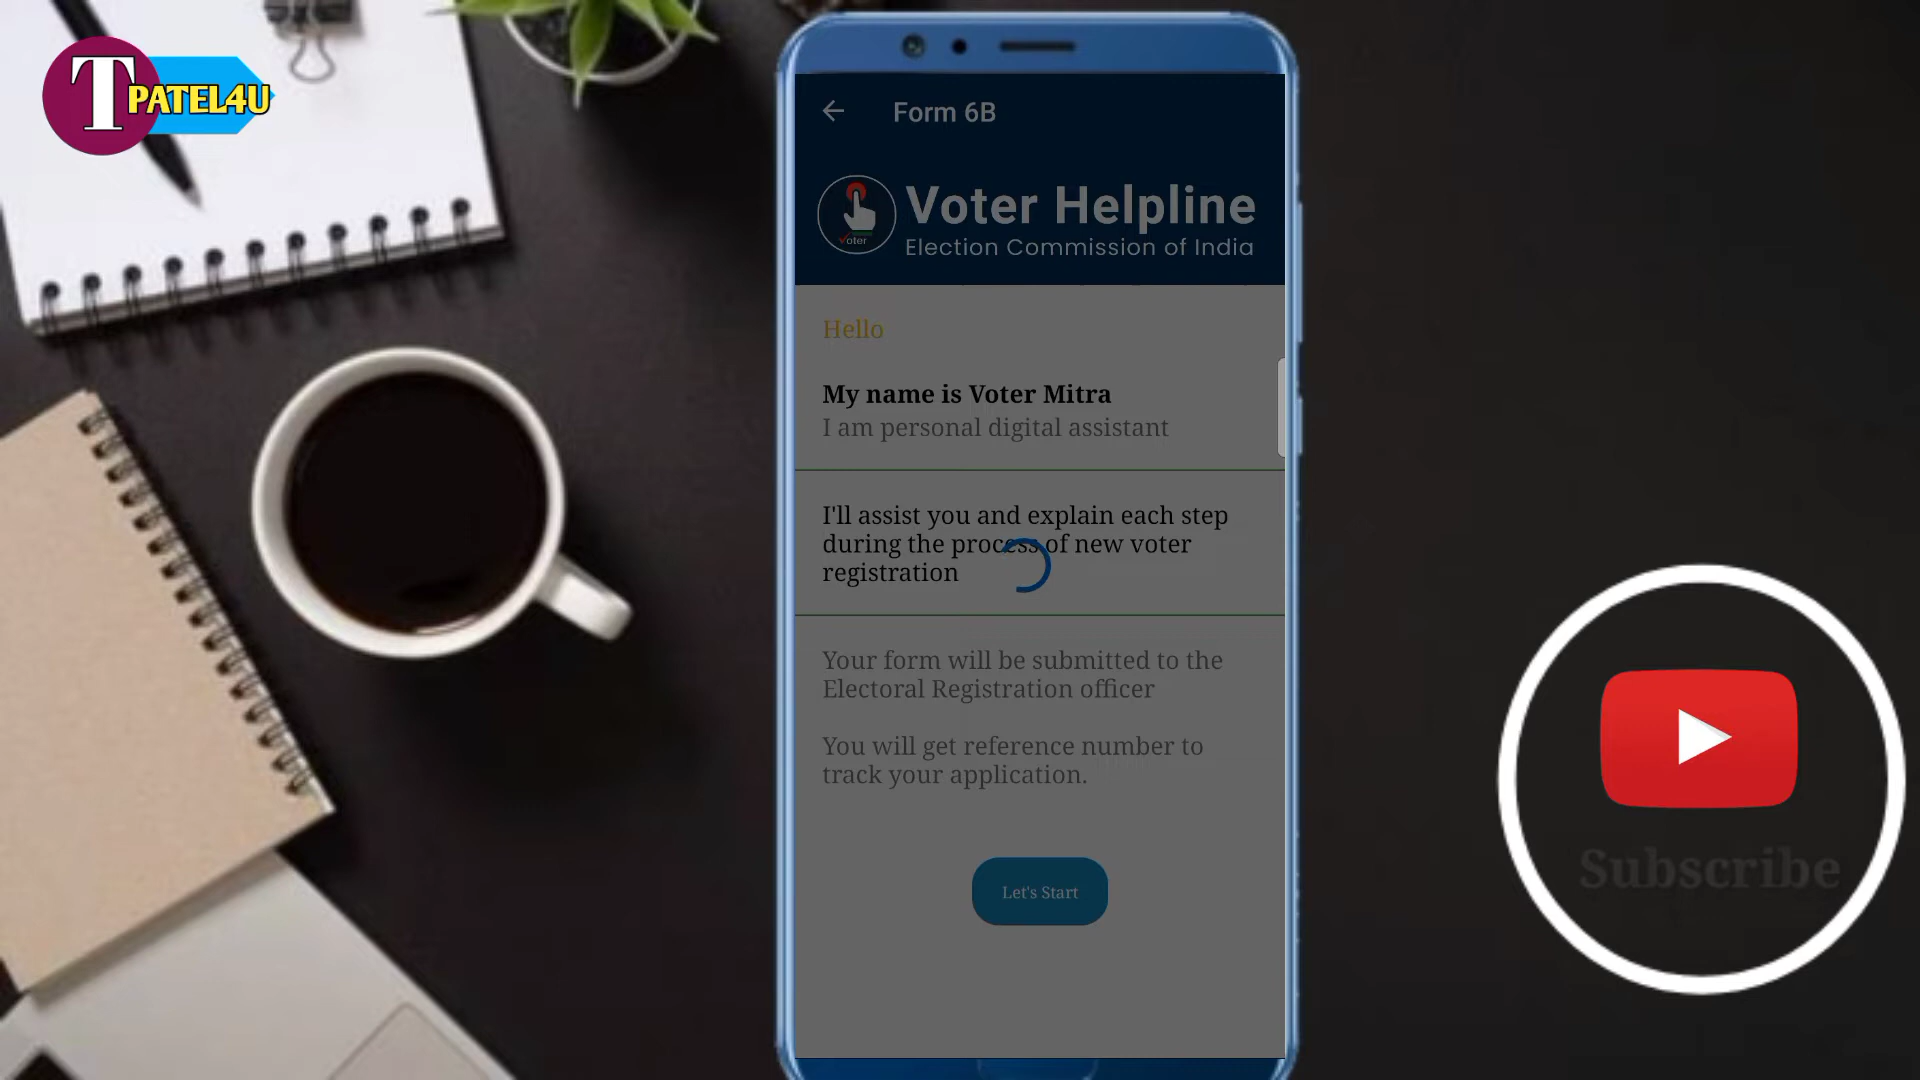 TPATEL4U
Form 6B
Voter Helpline
Election Commission of India
Voter
Hello
My name is Voter Mitra
I am personal digital assistant
I'll assist you and explain each step
during the process of new voter
registration
Your form will be submitted to the
Electoral Registration officer
You will get reference number to
track your application.
Let's Start
Subscribe